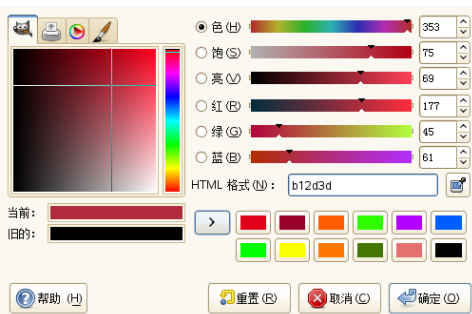 色(H) 353
饱(S) 75
亮(V) 69
红(R) 177
绿(G) 45
蓝(B) 61
HTML 格式(N)： b12d3d
当前：
旧的：
帮助(H) 重置(R) 取消(C) 确定(O)